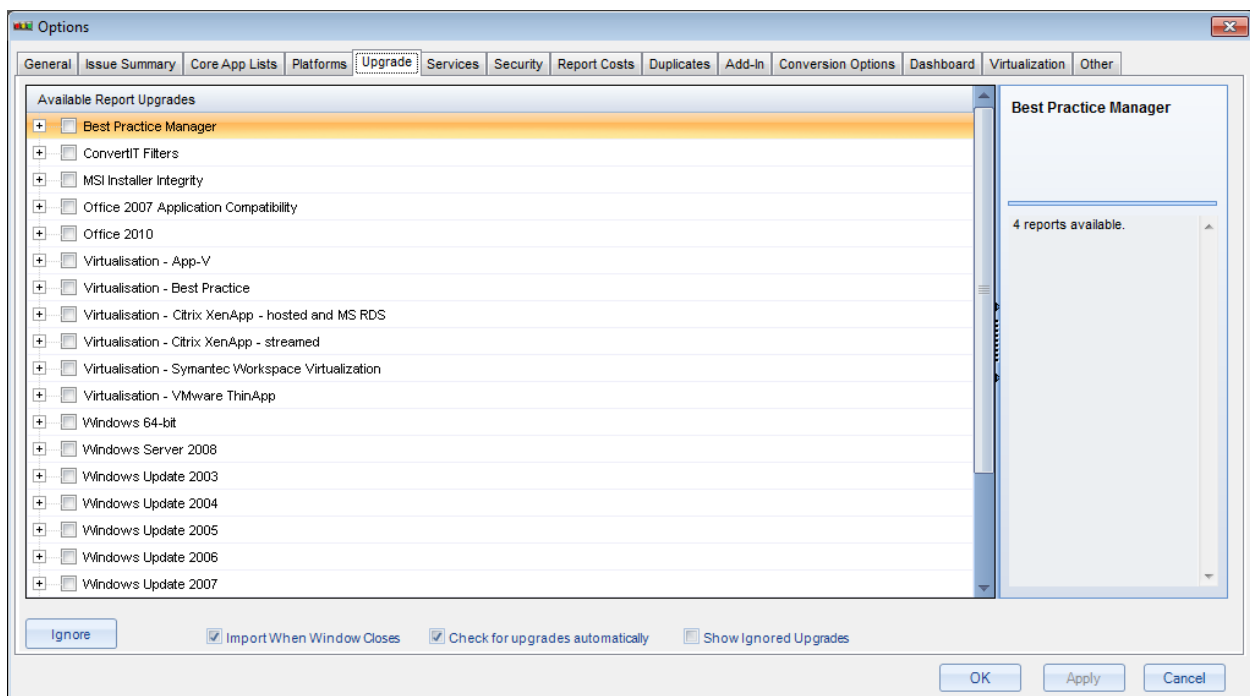 Options
General Issue Summary Core App Lists Platforms Upgrade Services Security Report Costs Duplicates Add-In Conversion Options Dashboard Virtualization Other
Available Report Upgrades
Best Practice Manager
ConvertIT Filters
MSI Installer Integrity
Office 2007 Application Compatibility
Office 2010
Virtualisation - App-V
Virtualisation - Best Practice
Virtualisation - Citrix XenApp - hosted and MS RDS
Virtualisation - Citrix XenApp - streamed
Virtualisation - Symantec Workspace Virtualization
Virtualisation - VMware ThinApp
Windows 64-bit
Windows Server 2008
Windows Update 2003
Windows Update 2004
Windows Update 2005
Windows Update 2006
Windows Update 2007
Best Practice Manager
4 reports available.
Ignore Import When Window Closes Check for upgrades automatically Show Ignored Upgrades
OK Apply Cancel